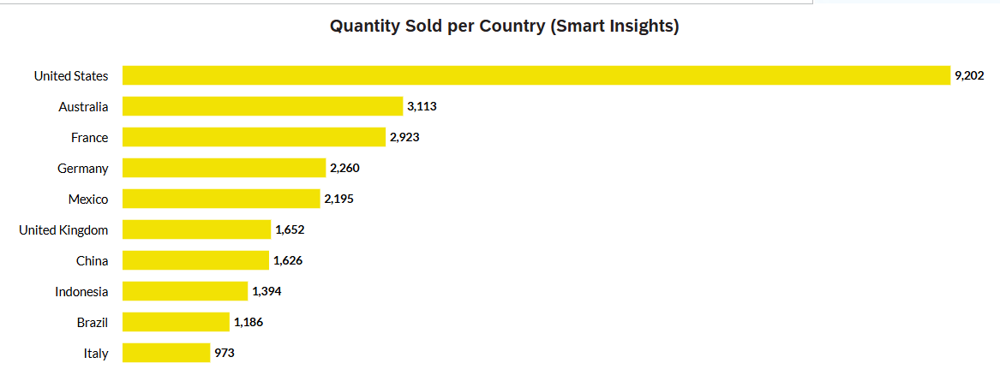 Quantity Sold per Country (Smart Insights)
United States 9,202
Australia 3,113
France 2,923
Germany 2,260
Mexico 2,195
United Kingdom 1,652
China 1,626
Indonesia 1,394
Brazil 1,186
Italy 973